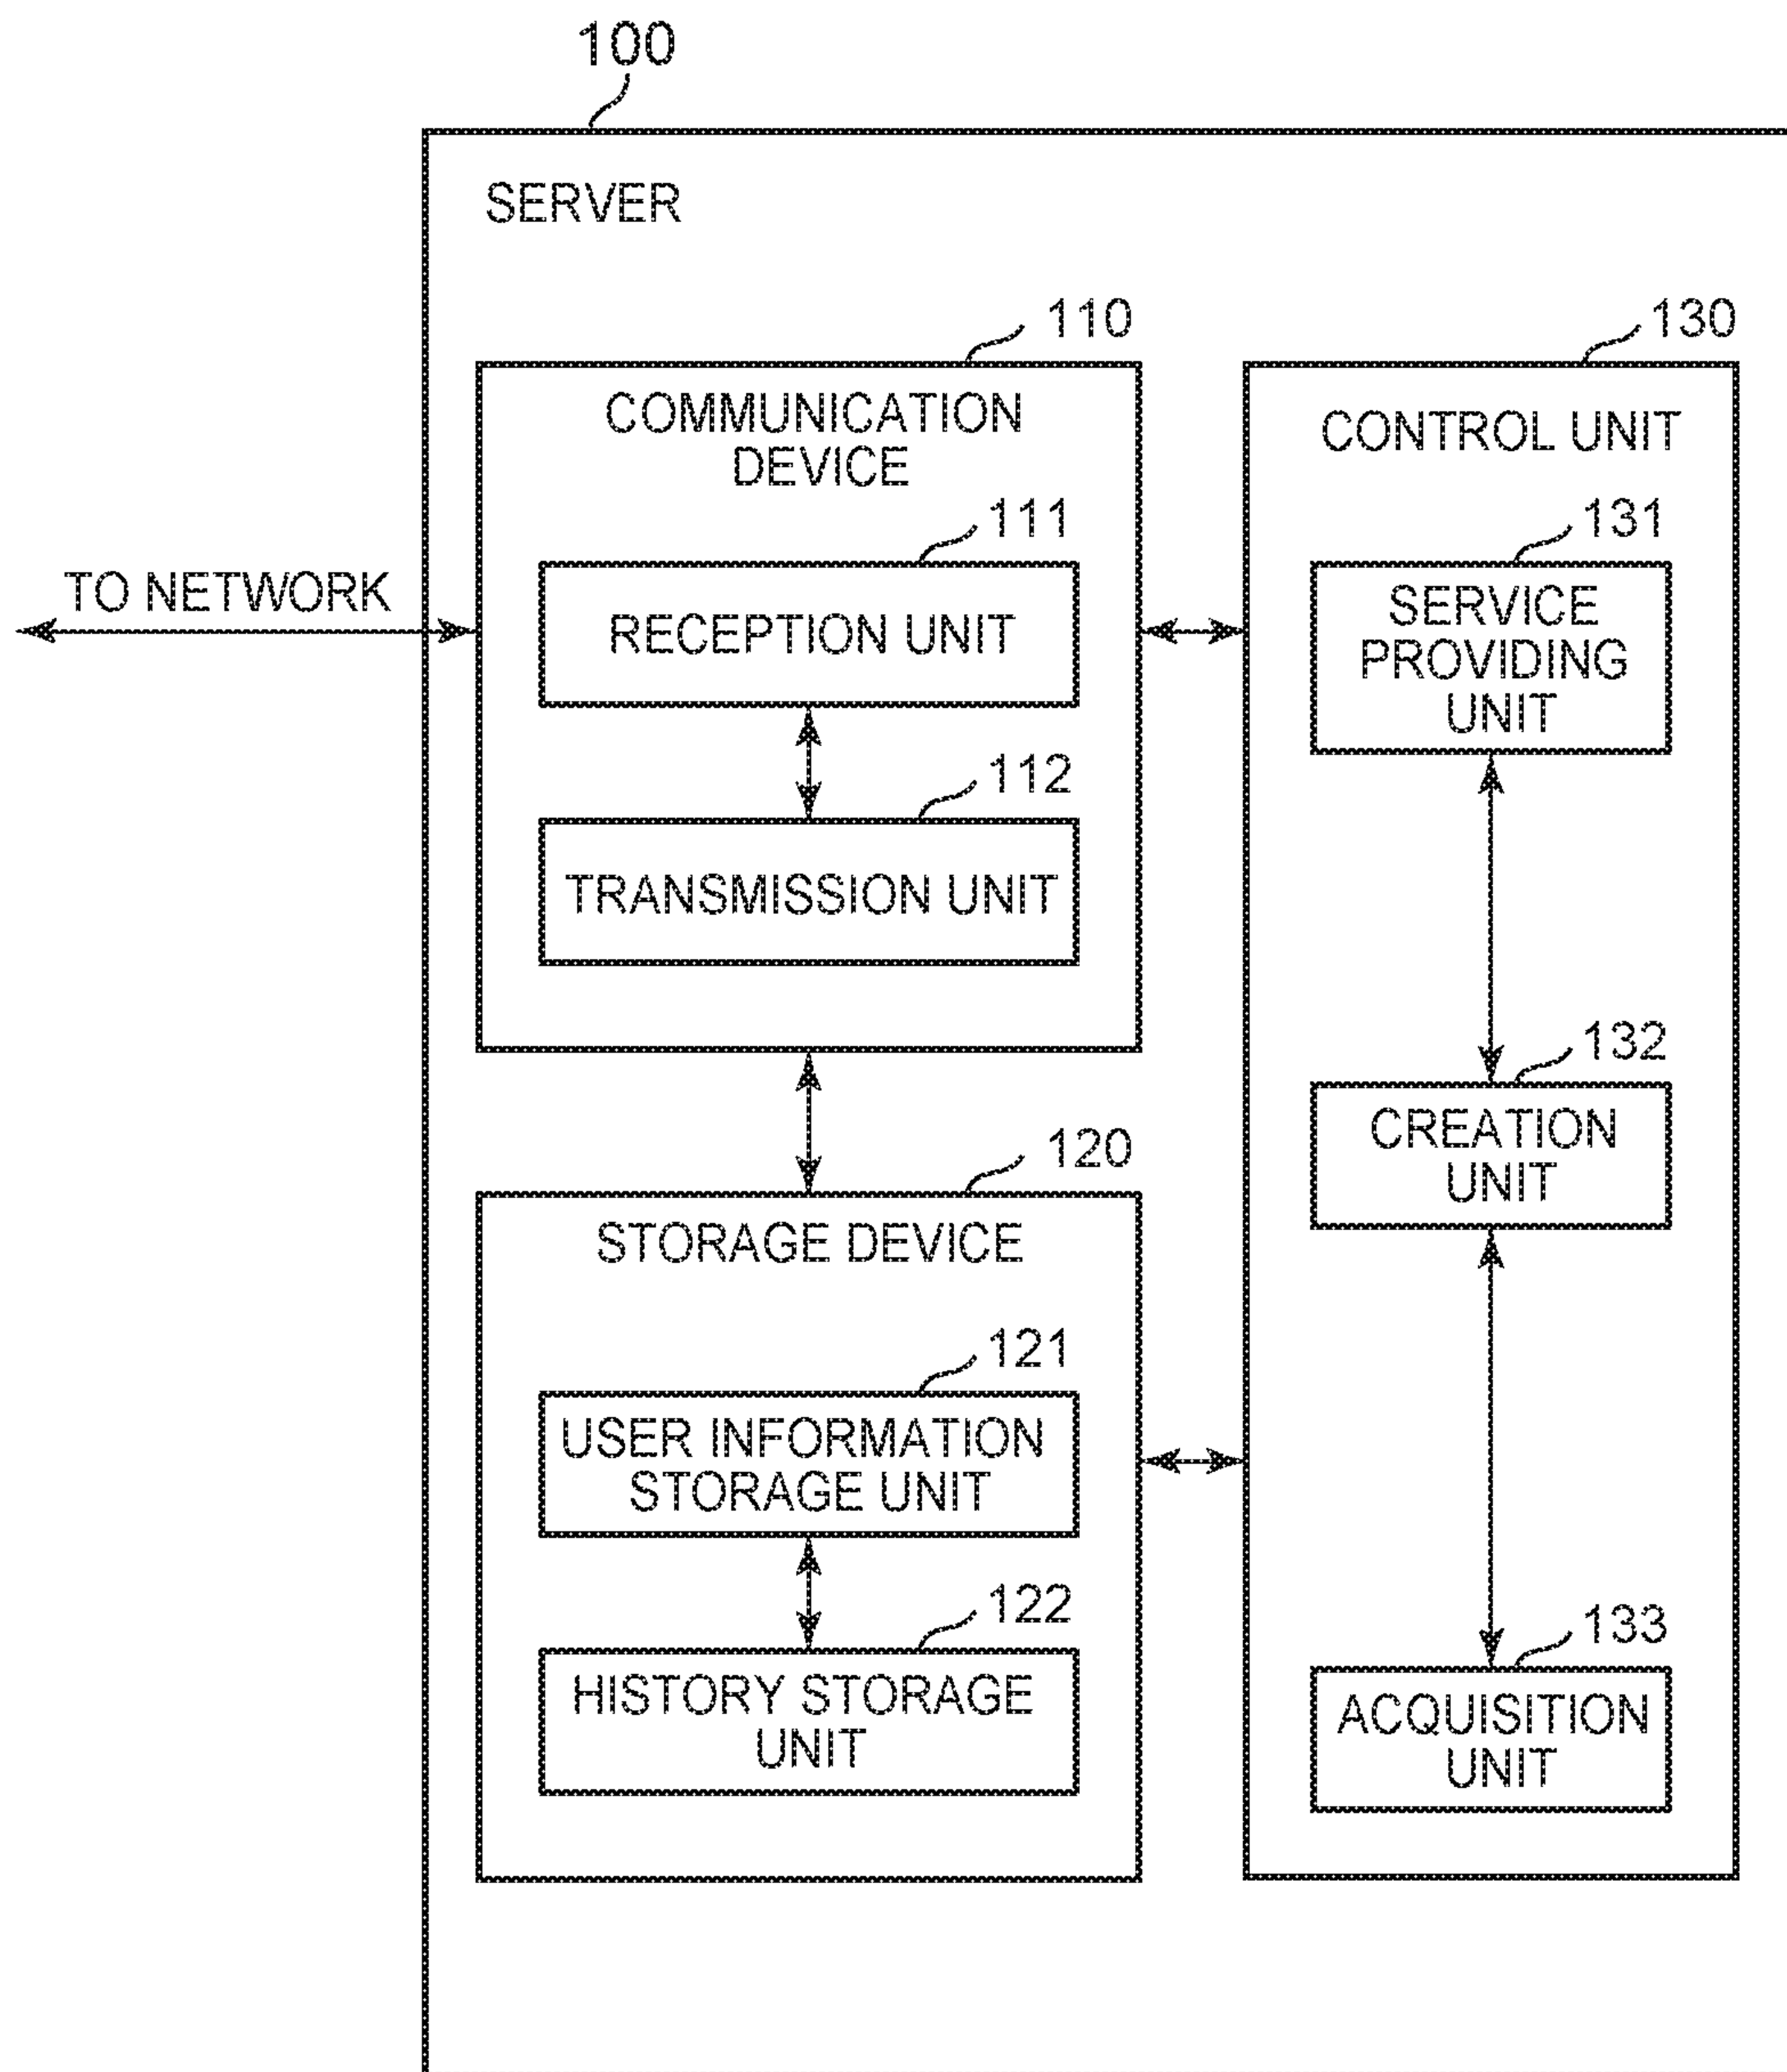 100
SERVER
110
COMMUNICATION
DEVICE
111
RECEPTION UNIT
112
TRANSMISSION UNIT
TO NETWORK
120
STORAGE DEVICE
121
USER INFORMATION
STORAGE UNIT
122
HISTORY STORAGE
UNIT
130
CONTROL UNIT
131
SERVICE
PROVIDING
UNIT
132
CREATION
UNIT
133
ACQUISITION
UNIT